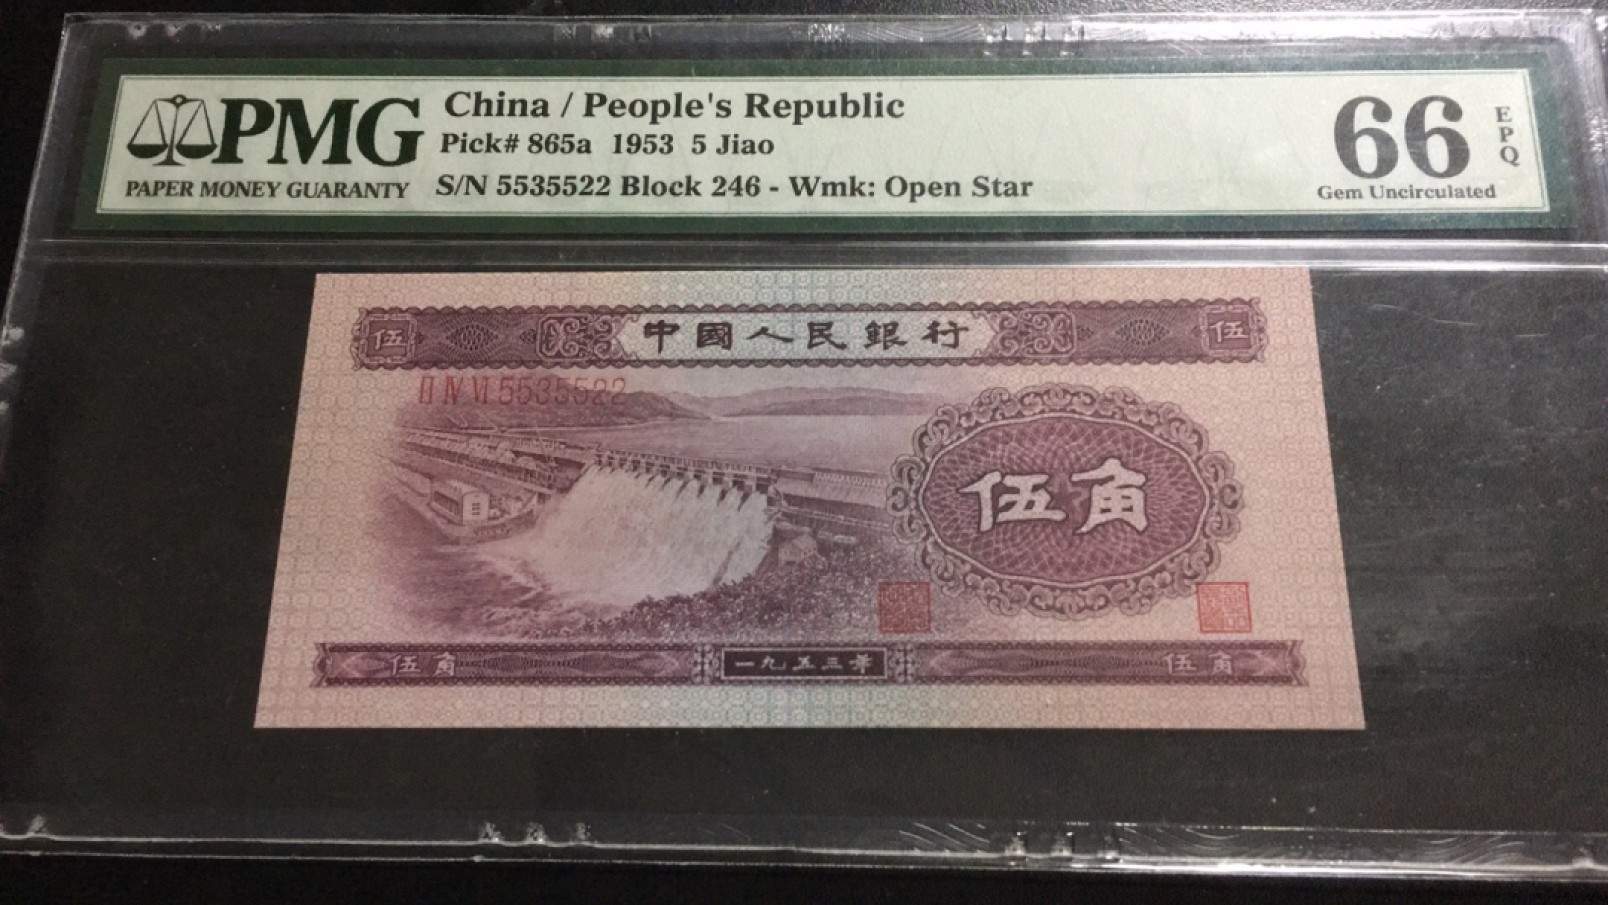 PMG
PAPER MONEY GUARANTY
China / People's Republic
Pick# 865a 1953 5 Jiao
S/N 5535522 Block 246 - Wmk: Open Star
66
EPQ
Gem Uncirculated
伍 中國人民銀行 伍
II IV VI 5535522
伍角
伍角 一九五三年 伍角